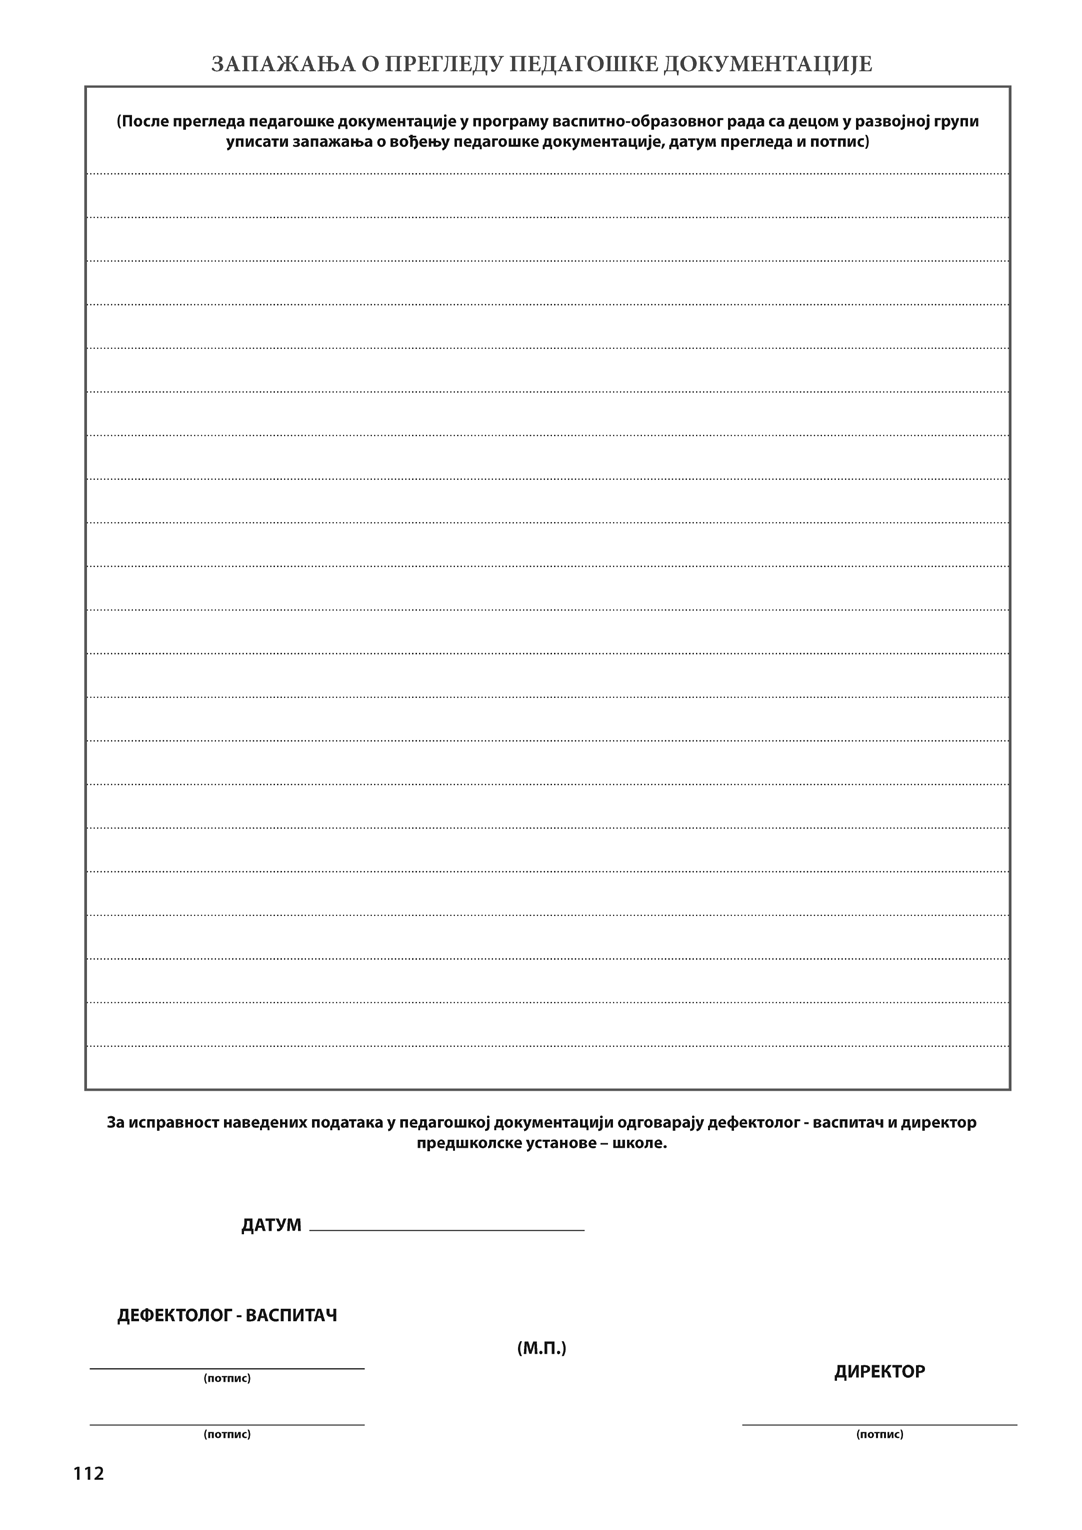 ЗАПАЖАЊА О ПРЕГЛЕДУ ПЕДАГОШКЕ ДОКУМЕНТАЦИЈЕ
(После прегледа педагошке документације у програму васпитно-образовног рада са децом у развојној групи
уписати запажања о вођењу педагошке документације, датум прегледа и потпис)
За исправност наведених података у педагошкој документацији одговарају дефектолог - васпитач и директор
предшколске установе – школе.
ДАТУМ
ДЕФЕКТОЛОГ - ВАСПИТАЧ
(М.П.)
ДИРЕКТОР
(потпис)
(потпис)
(потпис)
112